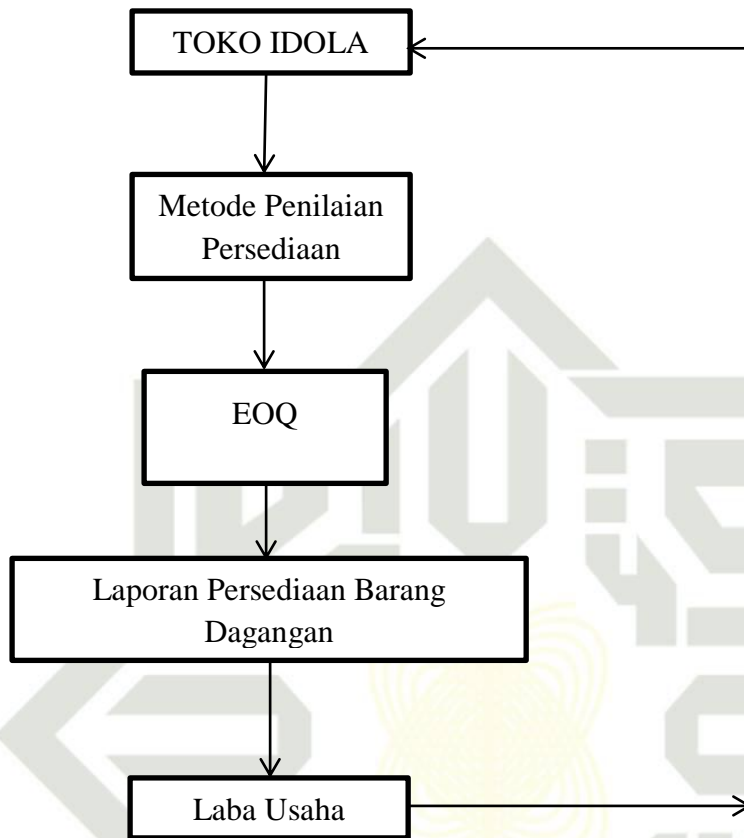 TOKO IDOLA
Metode Penilaian
Persediaan
EOQ
Laporan Persediaan Barang
Dagangan
Laba Usaha